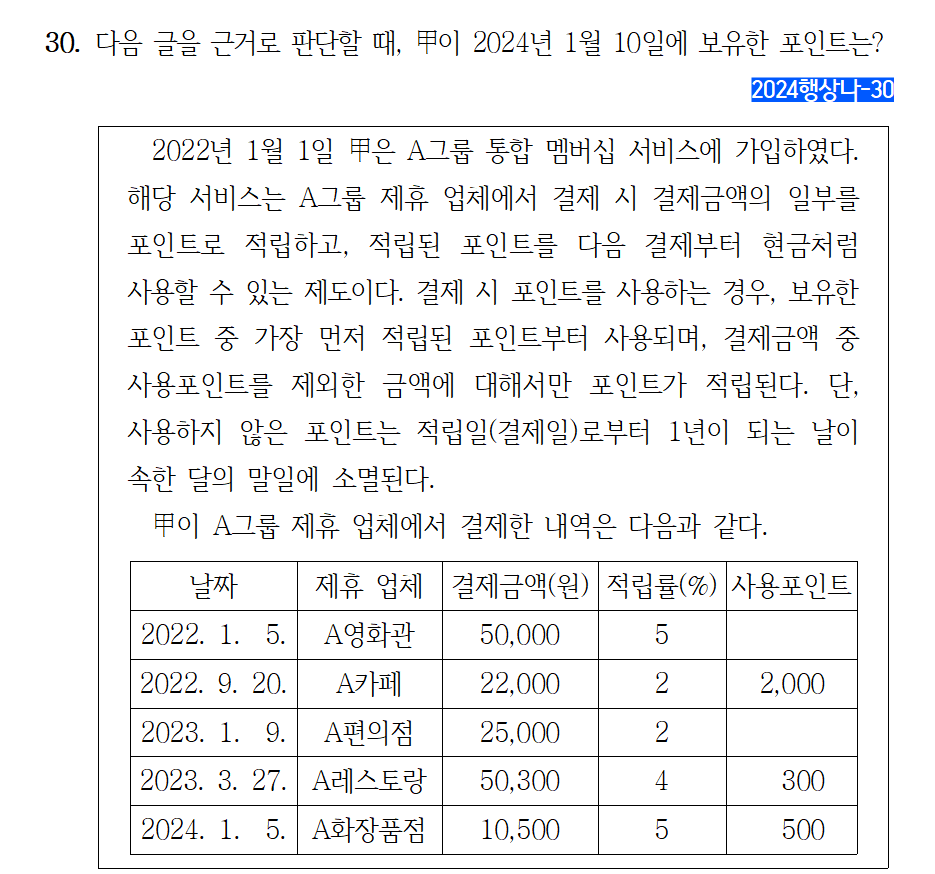 30. 다음 글을 근거로 판단할 때, 甲이 2024년 1월 10일에 보유한 포인트는?
2024행상나-30
2022년 1월 1일 甲은 A그룹 통합 멤버십 서비스에 가입하였다.
해당 서비스는 A그룹 제휴 업체에서 결제 시 결제금액의 일부를
포인트로 적립하고, 적립된 포인트를 다음 결제부터 현금처럼
사용할 수 있는 제도이다. 결제 시 포인트를 사용하는 경우, 보유한
포인트 중 가장 먼저 적립된 포인트부터 사용되며, 결제금액 중
사용포인트를 제외한 금액에 대해서만 포인트가 적립된다. 단,
사용하지 않은 포인트는 적립일(결제일)로부터 1년이 되는 날이
속한 달의 말일에 소멸된다.
甲이 A그룹 제휴 업체에서 결제한 내역은 다음과 같다.
날짜 제휴 업체 결제금액(원) 적립률(%) 사용포인트
2022. 1. 5. A영화관 50,000 5
2022. 9. 20. A카페 22,000 2 2,000
2023. 1. 9. A편의점 25,000 2
2023. 3. 27. A레스토랑 50,300 4 300
2024. 1. 5. A화장품점 10,500 5 500